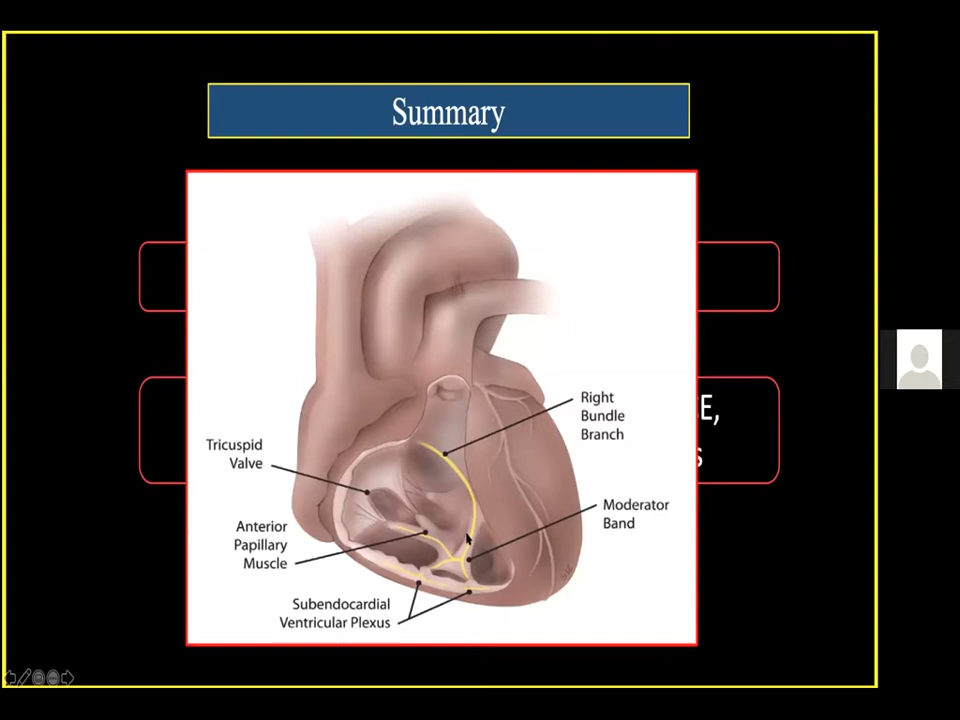 Summary
Right
Bundle
Branch
Tricuspid
Valve
Moderator
Band
Anterior
Papillary
Muscle
Subendocardial
Ventricular Plexus